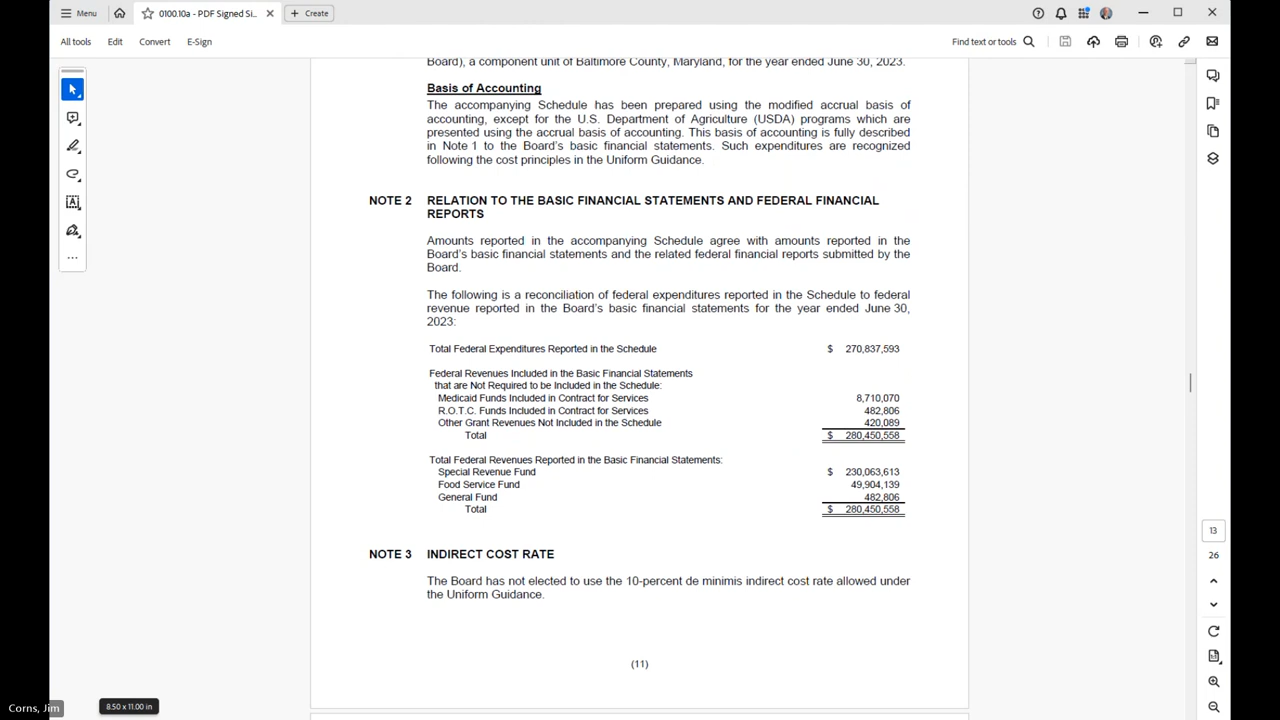 Menu
0100.10a - PDF Signed Si...
Create
All tools
Edit
Convert
E-Sign
Find text or tools
Board), a component unit of Baltimore County, Maryland, for the year ended June 30, 2023.
Basis of Accounting
The accompanying Schedule has been prepared using the modified accrual basis of
accounting, except for the U.S. Department of Agriculture (USDA) programs which are
presented using the accrual basis of accounting. This basis of accounting is fully described
in Note 1 to the Board's basic financial statements. Such expenditures are recognized
following the cost principles in the Uniform Guidance.
NOTE 2 RELATION TO THE BASIC FINANCIAL STATEMENTS AND FEDERAL FINANCIAL
REPORTS
Amounts reported in the accompanying Schedule agree with amounts reported in the
Board's basic financial statements and the related federal financial reports submitted by the
Board.
The following is a reconciliation of federal expenditures reported in the Schedule to federal
revenue reported in the Board's basic financial statements for the year ended June 30,
2023:
Total Federal Expenditures Reported in the Schedule $ 270,837,593
Federal Revenues Included in the Basic Financial Statements
that are Not Required to be Included in the Schedule:
Medicaid Funds Included in Contract for Services 8,710,070
R.O.T.C. Funds Included in Contract for Services 482,806
Other Grant Revenues Not Included in the Schedule 420,089
Total $ 280,450,558
Total Federal Revenues Reported in the Basic Financial Statements:
Special Revenue Fund $ 230,063,613
Food Service Fund 49,904,139
General Fund 482,806
Total $ 280,450,558
NOTE 3 INDIRECT COST RATE
The Board has not elected to use the 10-percent de minimis indirect cost rate allowed under
the Uniform Guidance.
(11)
13
26
Corns, Jim
8.50 x 11.00 in